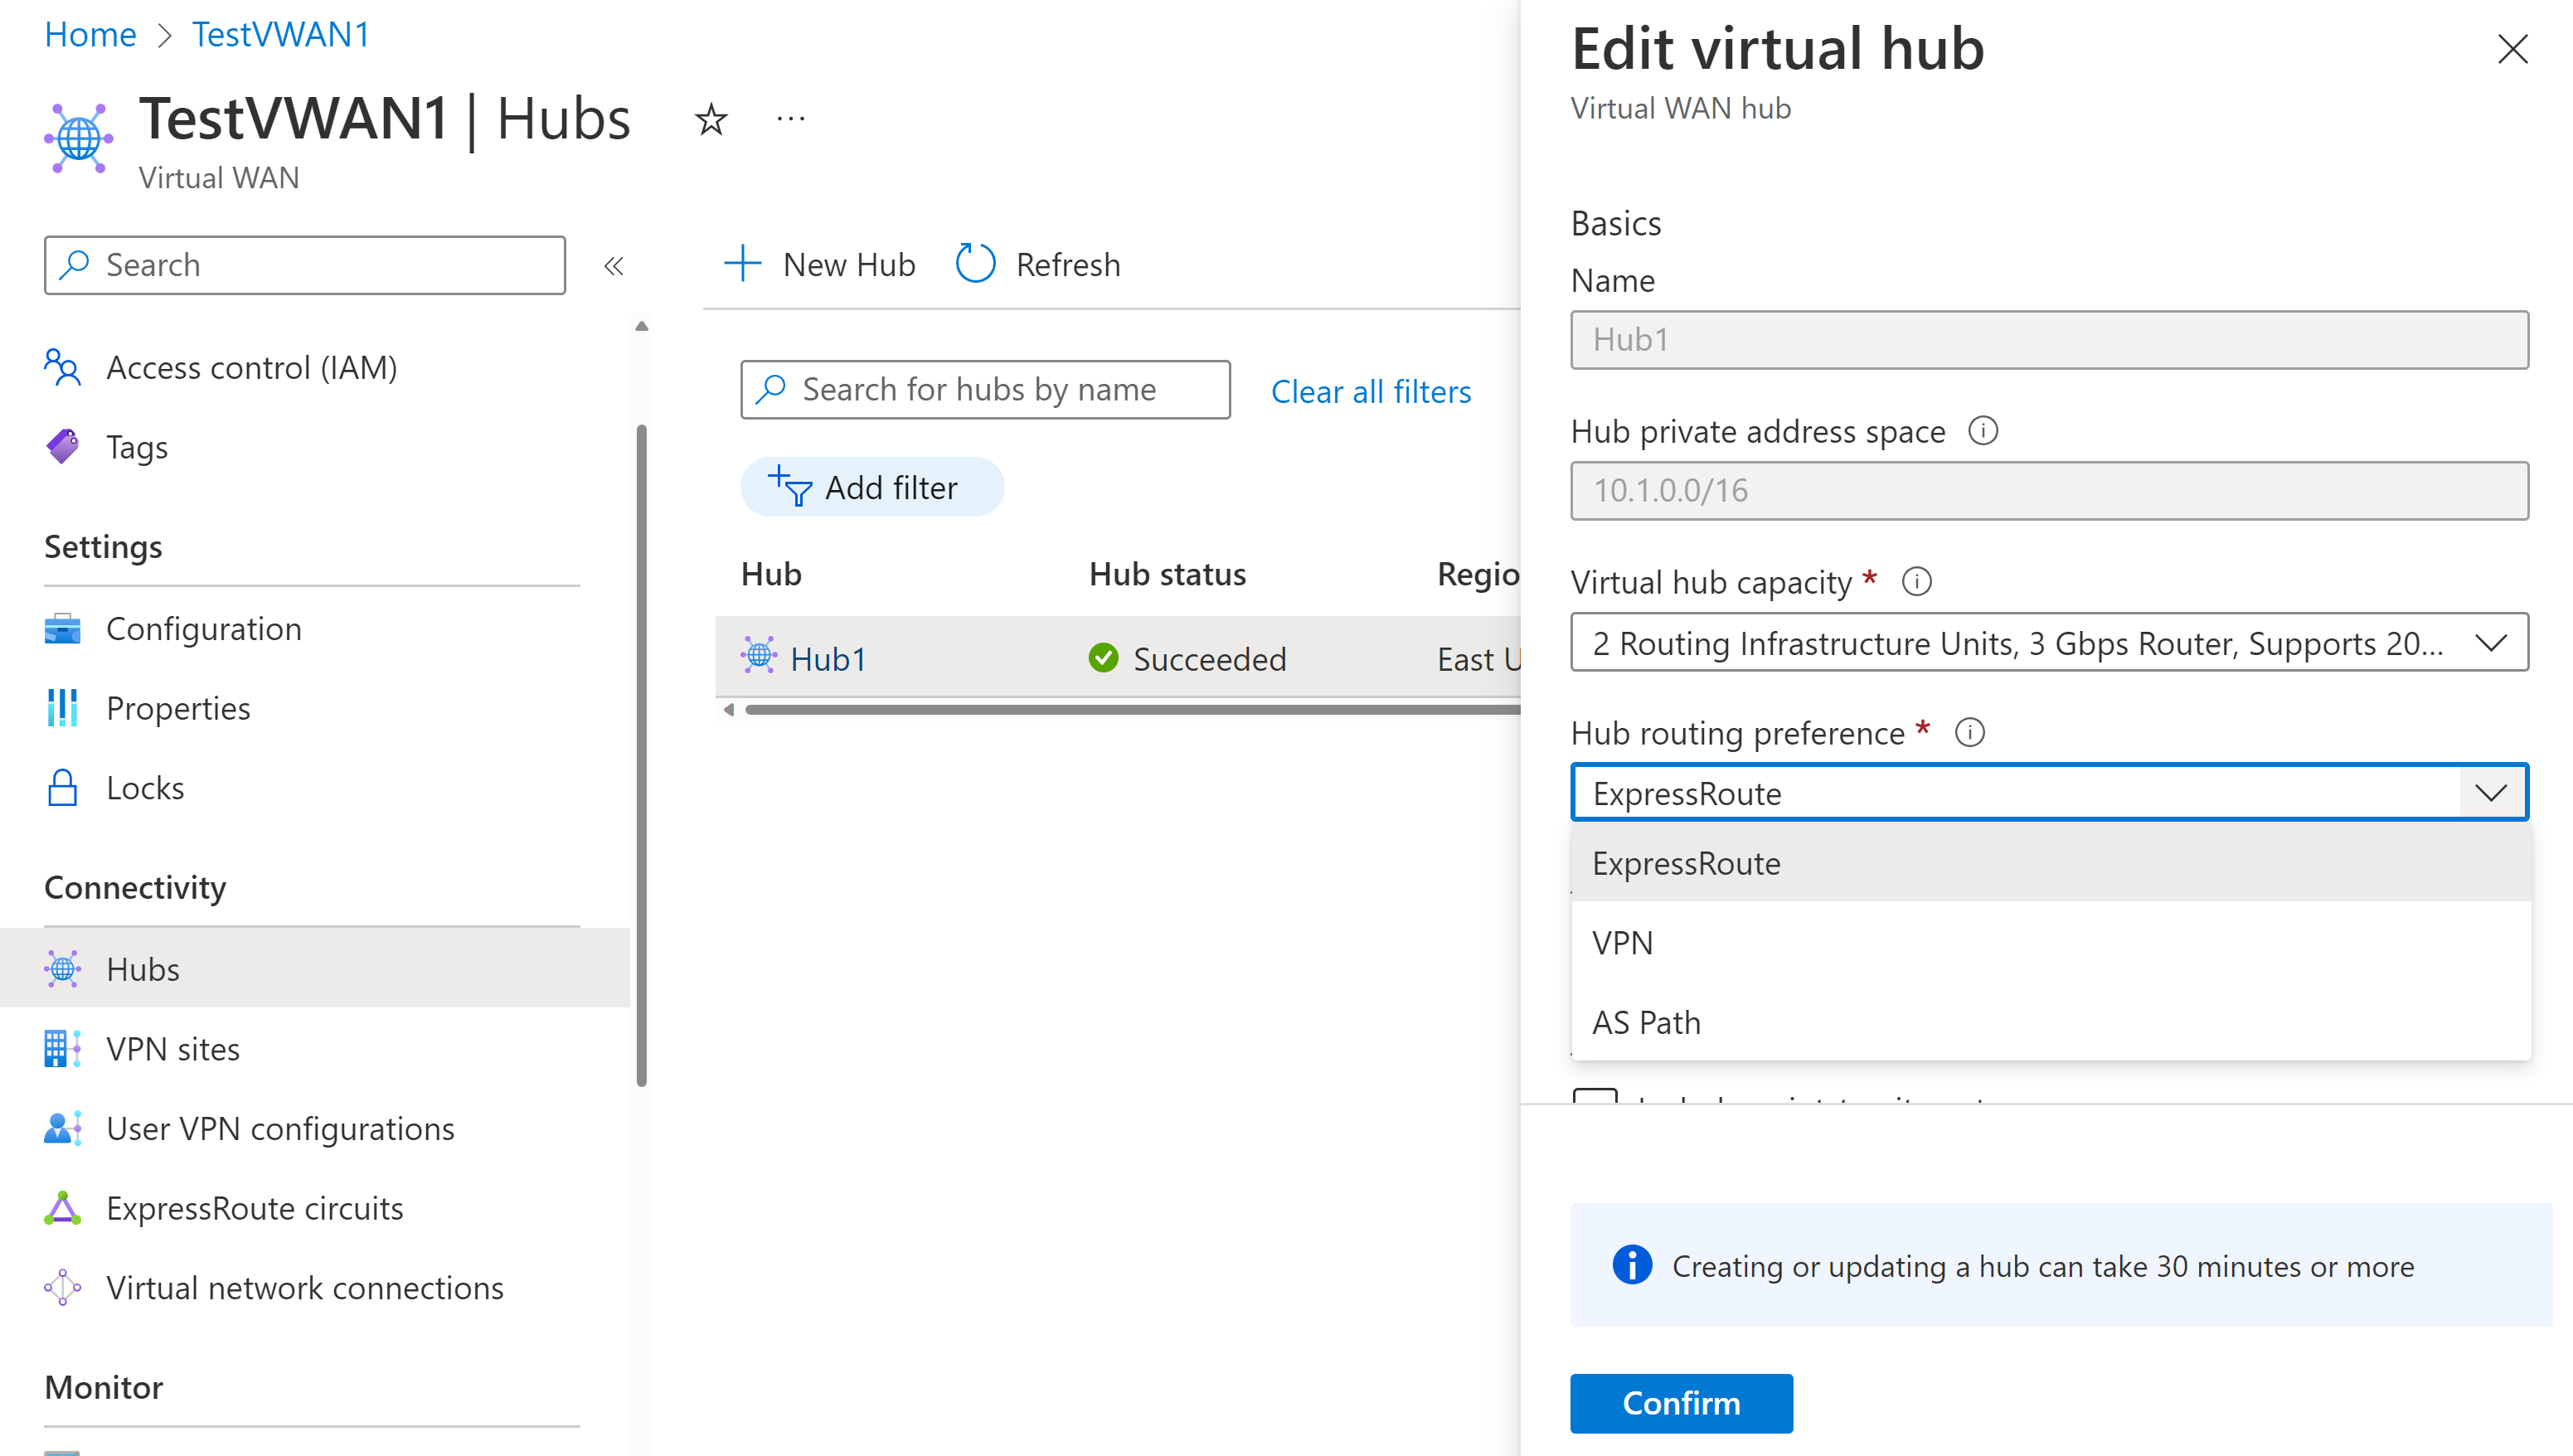 Home > TestVWAN1
TestVWAN1 | Hubs
Virtual WAN
Search
Access control (IAM)
Tags
Settings
Configuration
Properties
Locks
Connectivity
Hubs
VPN sites
User VPN configurations
ExpressRoute circuits
Virtual network connections
Monitor
New Hub Refresh
Search for hubs by name Clear all filters
Add filter
Hub Hub status Regio
Hub1 Succeeded East U
Edit virtual hub
Virtual WAN hub
Basics
Name
Hub1
Hub private address space
10.1.0.0/16
Virtual hub capacity *
2 Routing Infrastructure Units, 3 Gbps Router, Supports 20...
Hub routing preference *
ExpressRoute
ExpressRoute
VPN
AS Path
Creating or updating a hub can take 30 minutes or more
Confirm